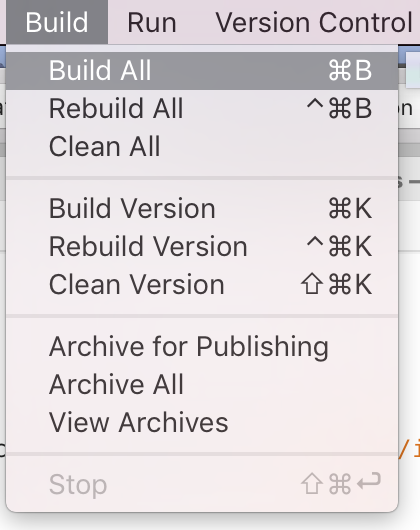 Build Run Version Control
Build All ⌘B
Rebuild All ^⌘B
Clean All
Build Version ⌘K
Rebuild Version ^⌘K
Clean Version ⇧⌘K
Archive for Publishing
Archive All
View Archives
Stop ⇧⌘↩